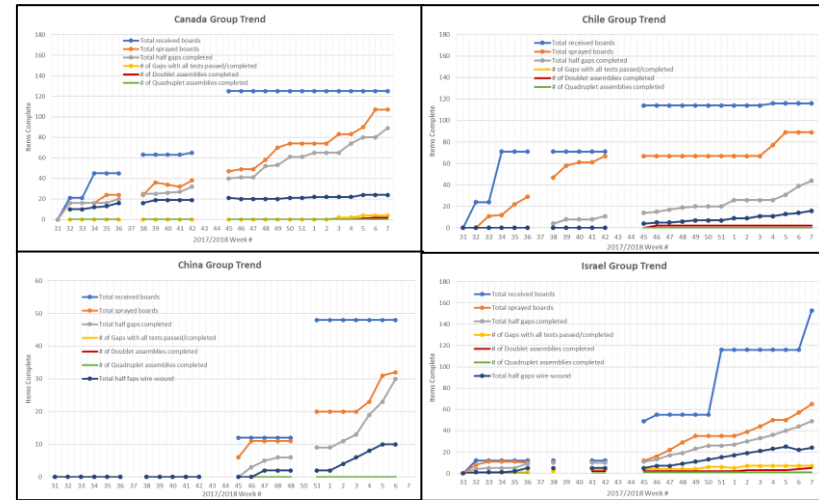 Canada Group Trend
180
160
140
120
100
80
60
40
20
0
Items Complete
Total received boards
Total sprayed boards
Total half gaps completed
# of Gaps with all tests passed/completed
# of Doublet assemblies completed
# of Quadruplet assemblies completed
31 32 33 34 35 36 38 39 40 41 42 45 46 47 48 49 50 51 1 2 3 4 5 6 7
2017/2018 Week #
Chile Group Trend
180
160
140
120
100
80
60
40
20
0
Items Complete
Total received boards
Total sprayed boards
Total half gaps completed
# of Gaps with all tests passed/completed
# of Doublet assemblies completed
# of Quadruplet assemblies completed
31 32 33 34 35 36 38 39 40 41 42 45 46 47 48 49 50 51 1 2 3 4 5 6 7
2017/2018 Week #
China Group Trend
60
50
40
30
20
10
0
Items Complete
Total received boards
Total sprayed boards
Total half gaps completed
# of Gaps with all tests passed/completed
# of Doublet assemblies completed
# of Quadruplet assemblies completed
Total half faps wire-wound
31 32 33 34 35 36 38 39 40 41 42 45 46 47 48 49 51 1 2 3 4 5 6 7
2017/2018 Week #
Israel Group Trend
180
160
140
120
100
80
60
40
20
0
Items Complete
Total received boards
Total sprayed boards
Total half gaps completed
# of Gaps with all tests passed/completed
# of Doublet assemblies completed
# of Quadruplet assemblies completed
Total half gaps wire-wound
31 32 33 34 35 36 38 39 40 41 42 45 46 47 48 49 50 51 1 2 3 4 5 6 7
2017/2018 Week #